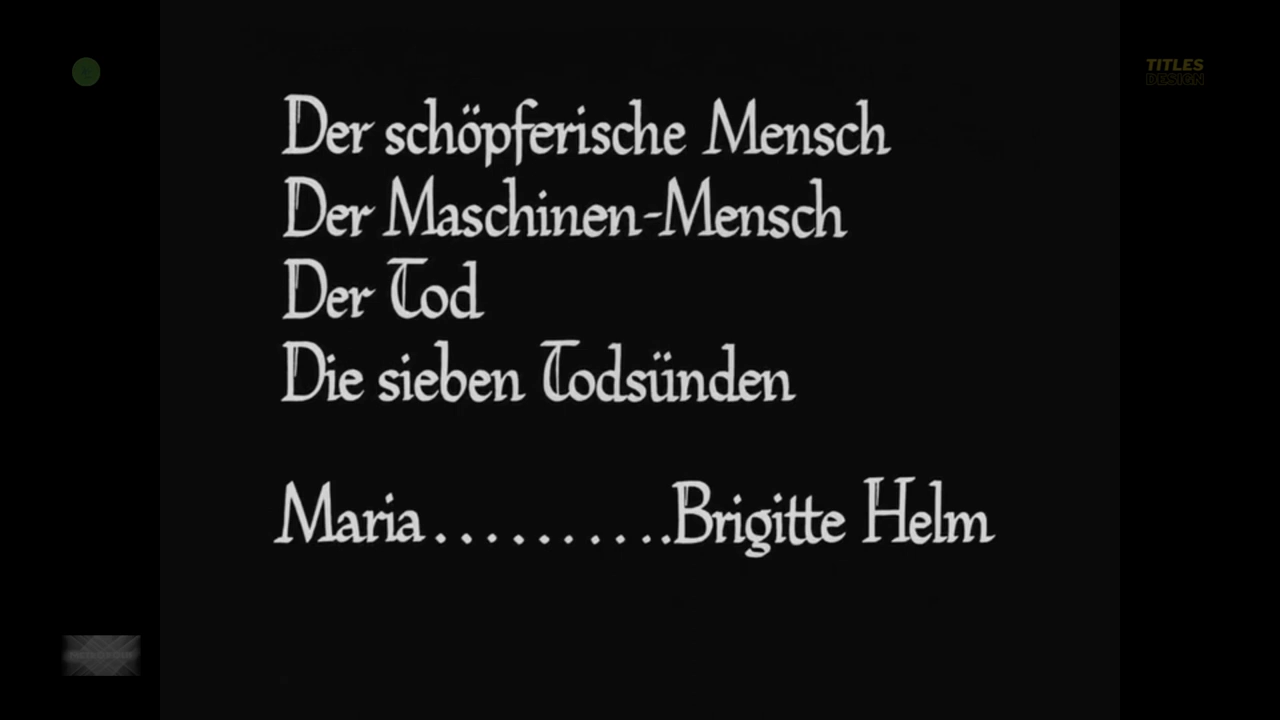 TITLES
DESIGN
Der schöpferische Mensch
Der Maschinen-Mensch
Der Tod
Die sieben Todsünden
Maria..........Brigitte Helm